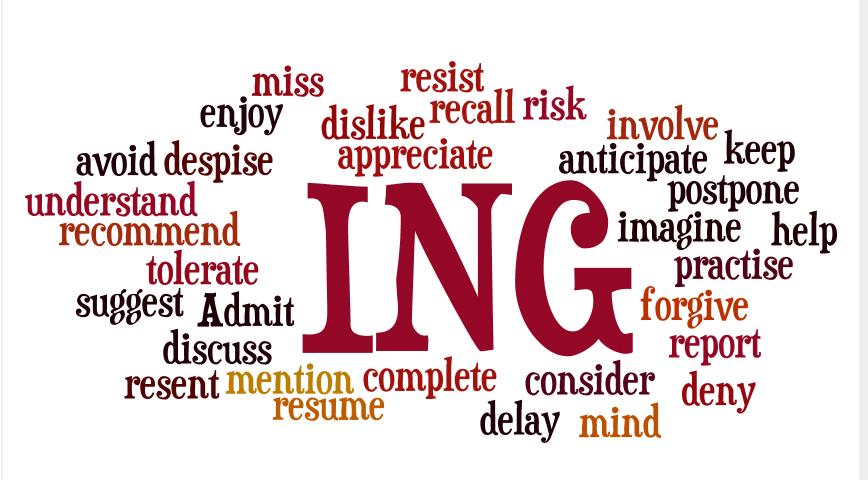 miss
resist
enjoy
dislike
recall
risk
involve
avoid
despise
appreciate
anticipate
keep
understand
postpone
recommend
ING
imagine
help
tolerate
practise
suggest
Admit
forgive
discuss
report
resent
mention
complete
consider
deny
resume
delay
mind